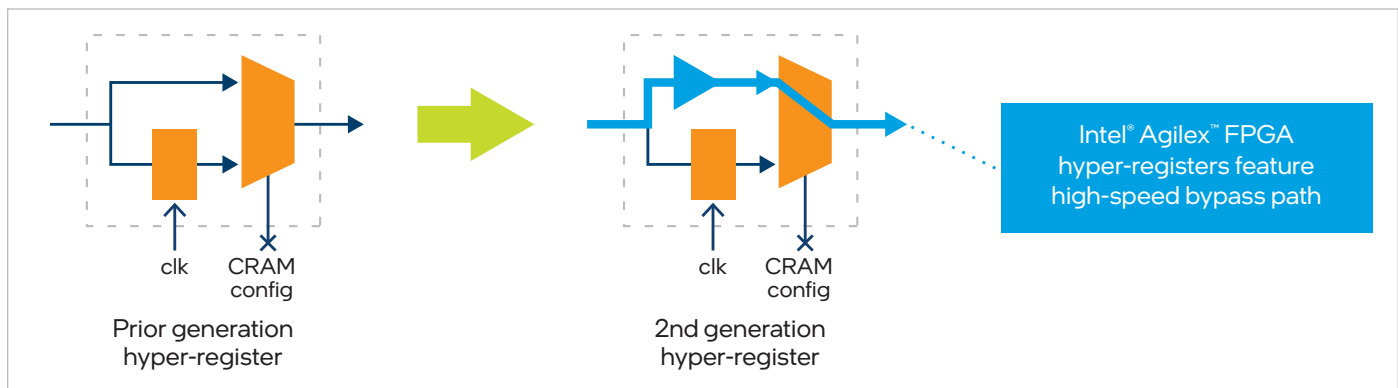 clk
CRAM
config
Prior generation
hyper-register
clk
CRAM
config
2nd generation
hyper-register
Intel® Agilex™ FPGA
hyper-registers feature
high-speed bypass path